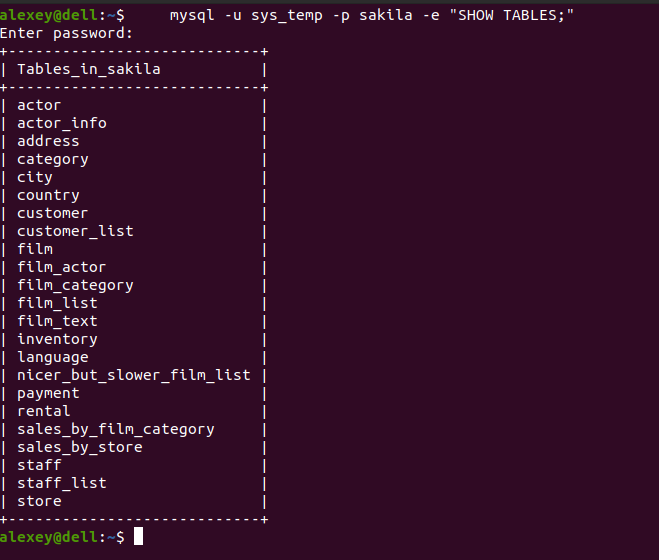 alexey@dell:~$     mysql -u sys_temp -p sakila -e "SHOW TABLES;"
Enter password:
+----------------------------+
| Tables_in_sakila           |
+----------------------------+
| actor                      |
| actor_info                 |
| address                    |
| category                   |
| city                       |
| country                    |
| customer                   |
| customer_list              |
| film                       |
| film_actor                 |
| film_category              |
| film_list                  |
| film_text                  |
| inventory                  |
| language                   |
| nicer_but_slower_film_list |
| payment                    |
| rental                     |
| sales_by_film_category     |
| sales_by_store             |
| staff                      |
| staff_list                 |
| store                      |
+----------------------------+
alexey@dell:~$